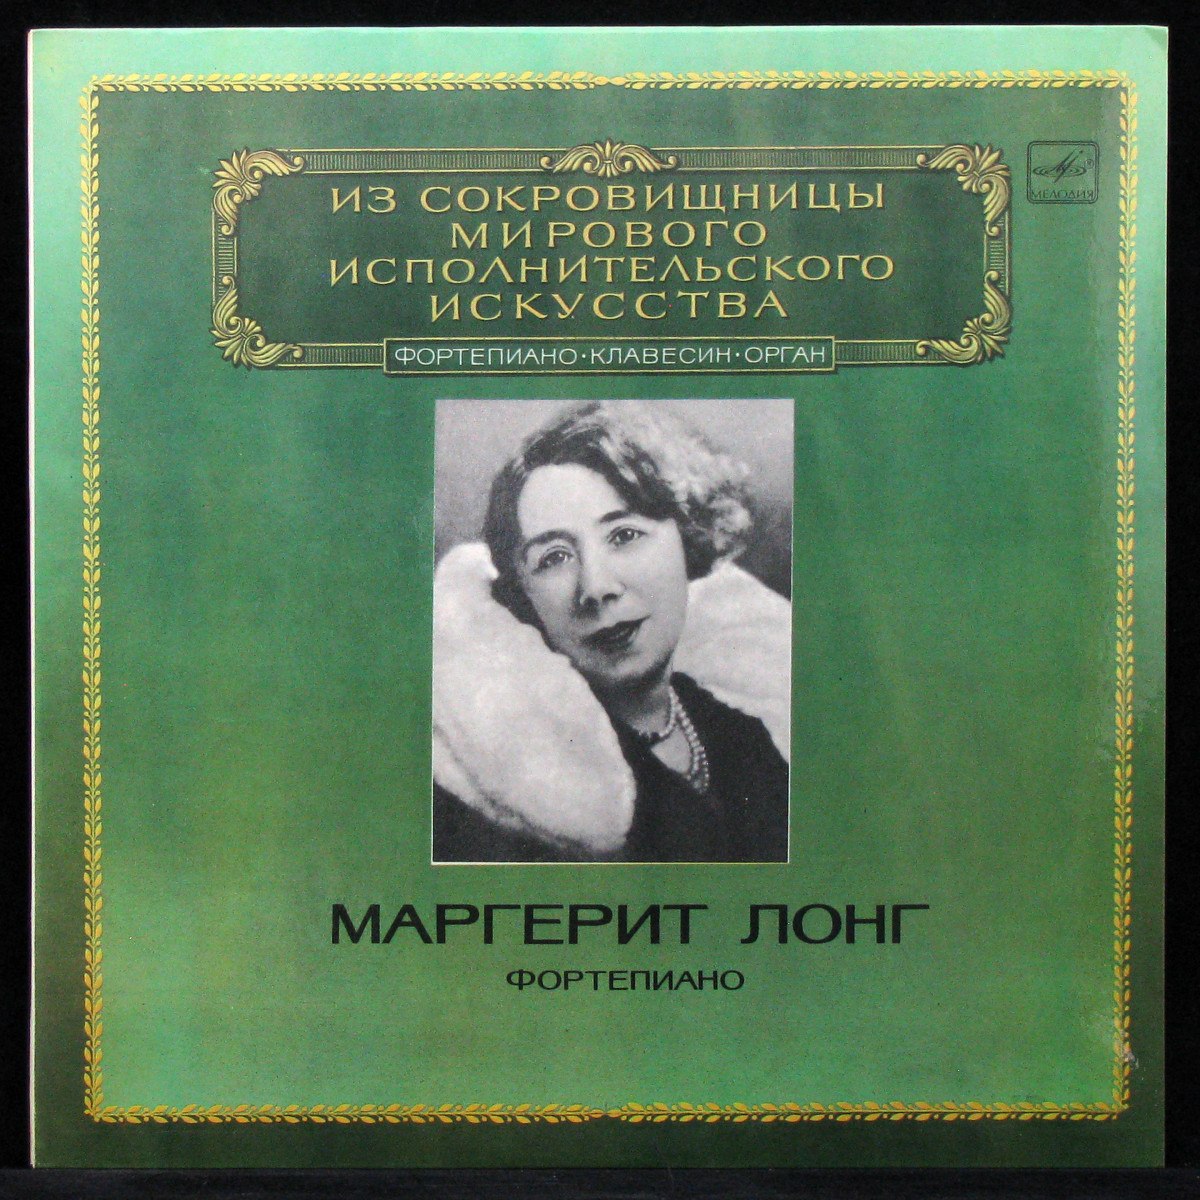 ИЗ СОКРОВИЩНИЦЫ
МИРОВОГО
ИСПОЛНИТЕЛЬСКОГО
ИСКУССТВА
МЕЛОДИЯ
ФОРТЕПИАНО·КЛАВЕСИН·ОРГАН
МАРГЕРИТ ЛОНГ
ФОРТЕПИАНО